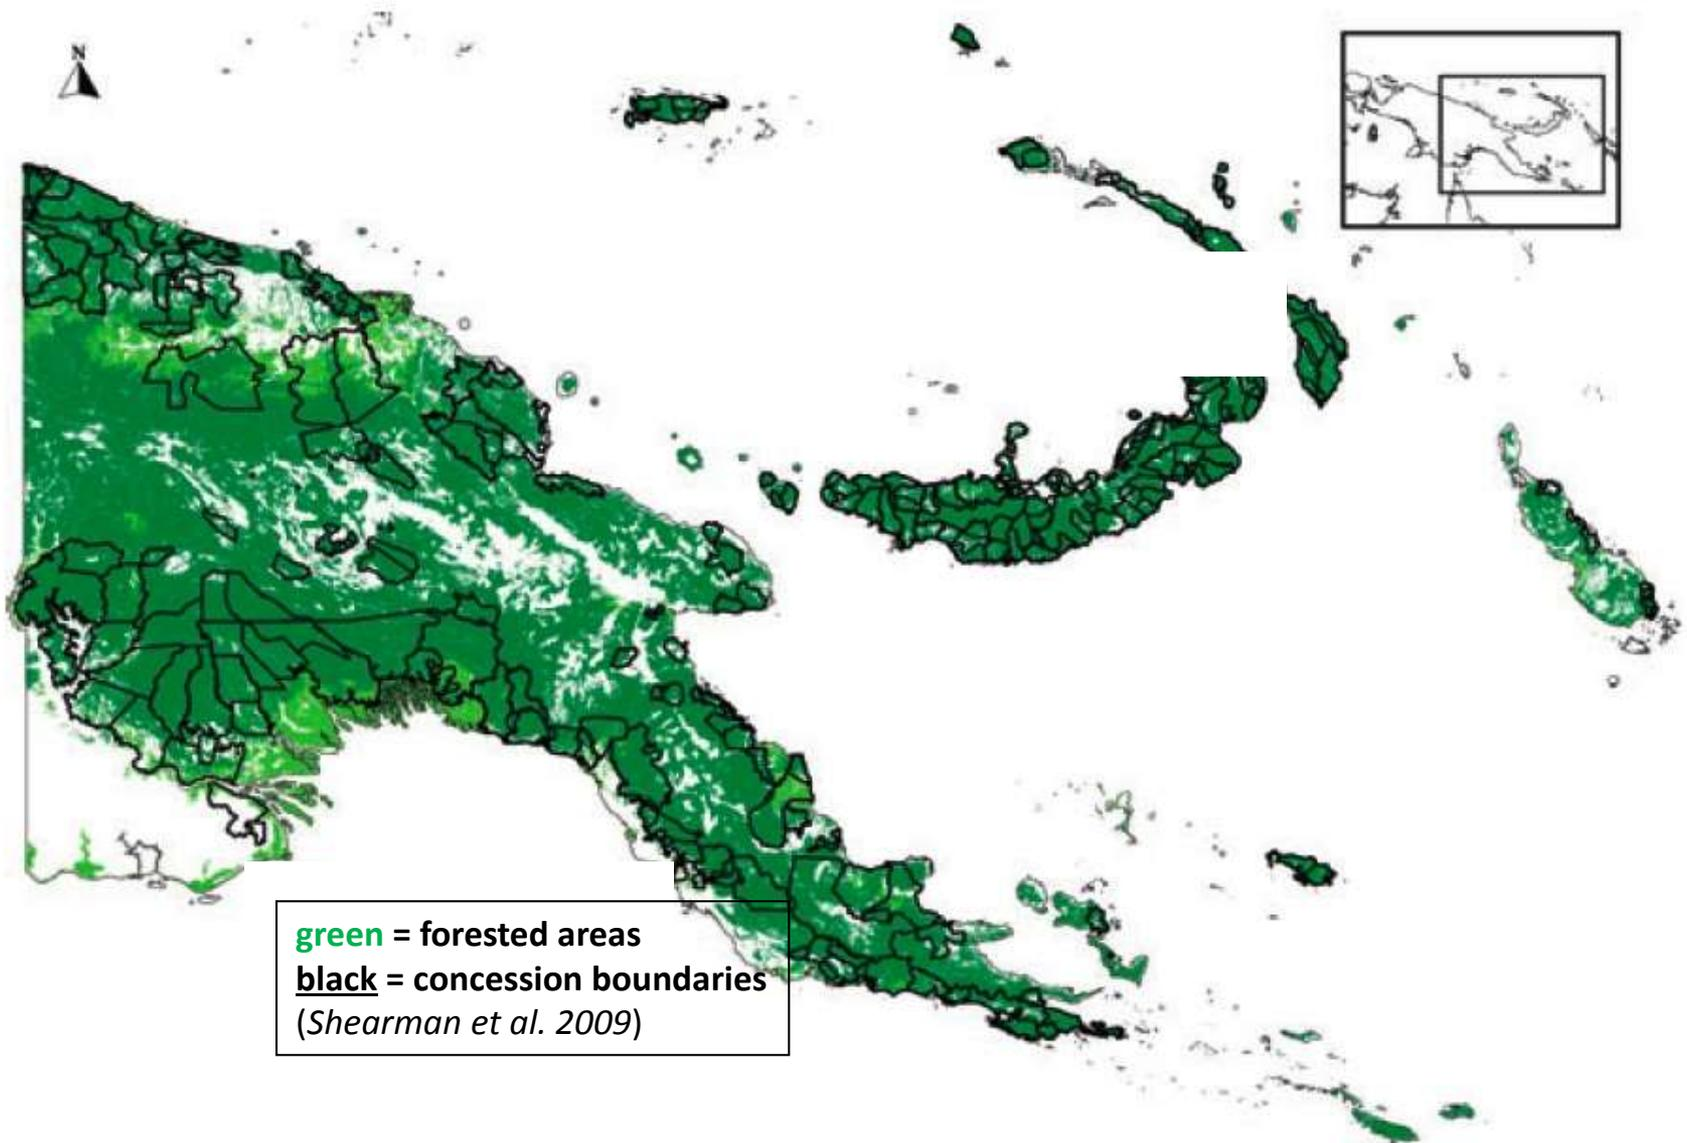 N
green = forested areas
black = concession boundaries
(Shearman et al. 2009)